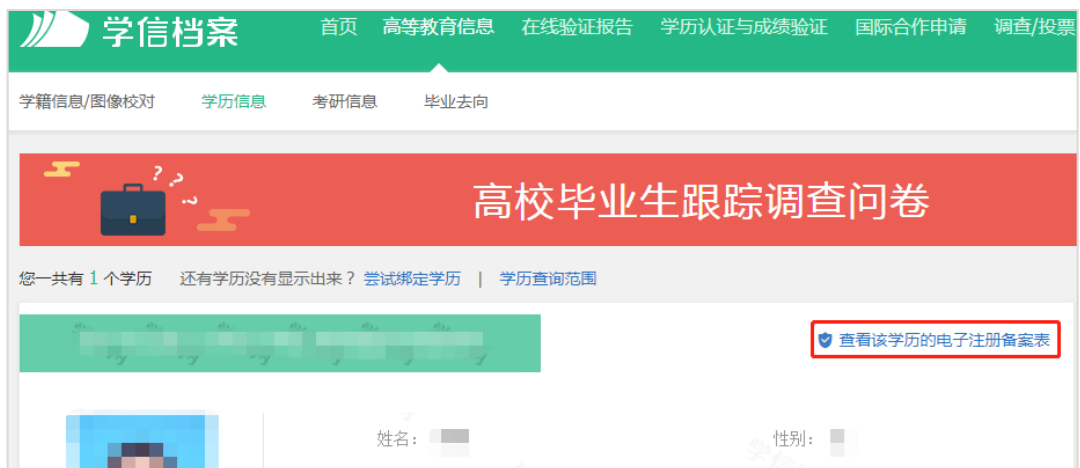 学信档案 首页 高等教育信息 在线验证报告 学历认证与成绩验证 国际合作申请 调查/投票
学籍信息/图像校对 学历信息 考研信息 毕业去向
高校毕业生跟踪调查问卷
您一共有 1 个学历 还有学历没有显示出来？ 尝试绑定学历 | 学历查询范围
查看该学历的电子注册备案表
姓名： 性别：